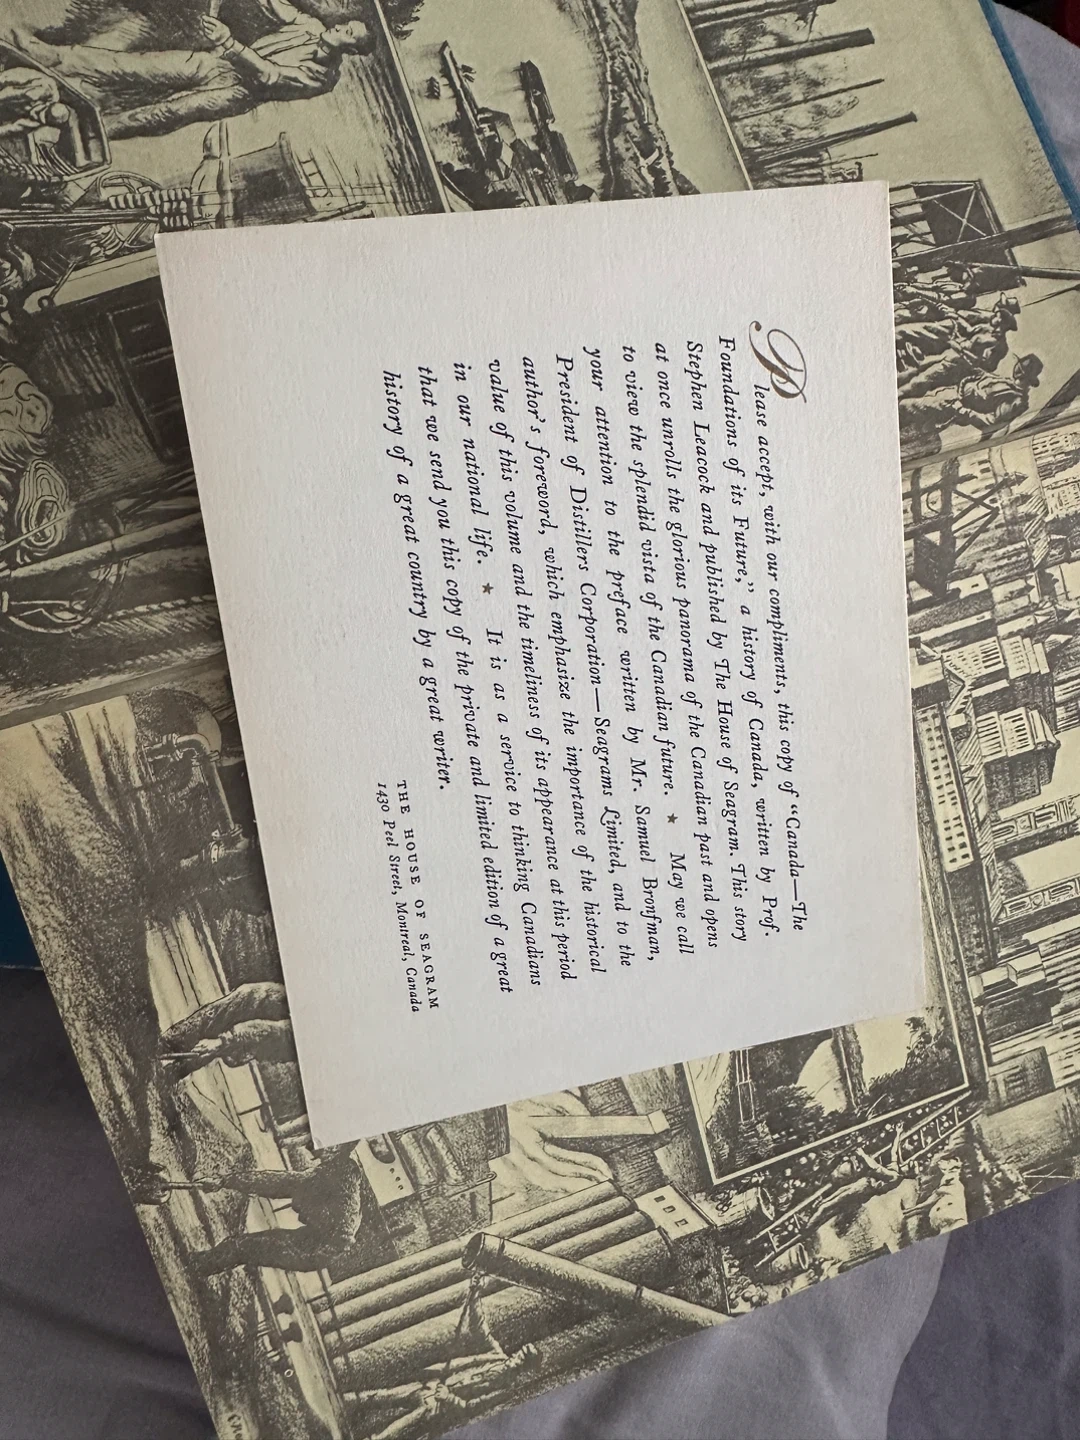 Please accept, with our compliments, this copy of “Canada—The
Foundations of its Future,” a history of Canada, written by Prof.
Stephen Leacock and published by The House of Seagram. This story
at once unrolls the glorious panorama of the Canadian past and opens
to view the splendid vista of the Canadian future. ★ May we call
your attention to the preface written by Mr. Samuel Bronfman,
President of Distillers Corporation—Seagrams Limited, and to the
author's foreword, which emphasize the importance of the historical
value of this volume and the timeliness of its appearance at this period
in our national life. ★ It is as a service to thinking Canadians
that we send you this copy of the private and limited edition of a great
history of a great country by a great writer.
THE HOUSE OF SEAGRAM
1430 Peel Street, Montreal, Canada